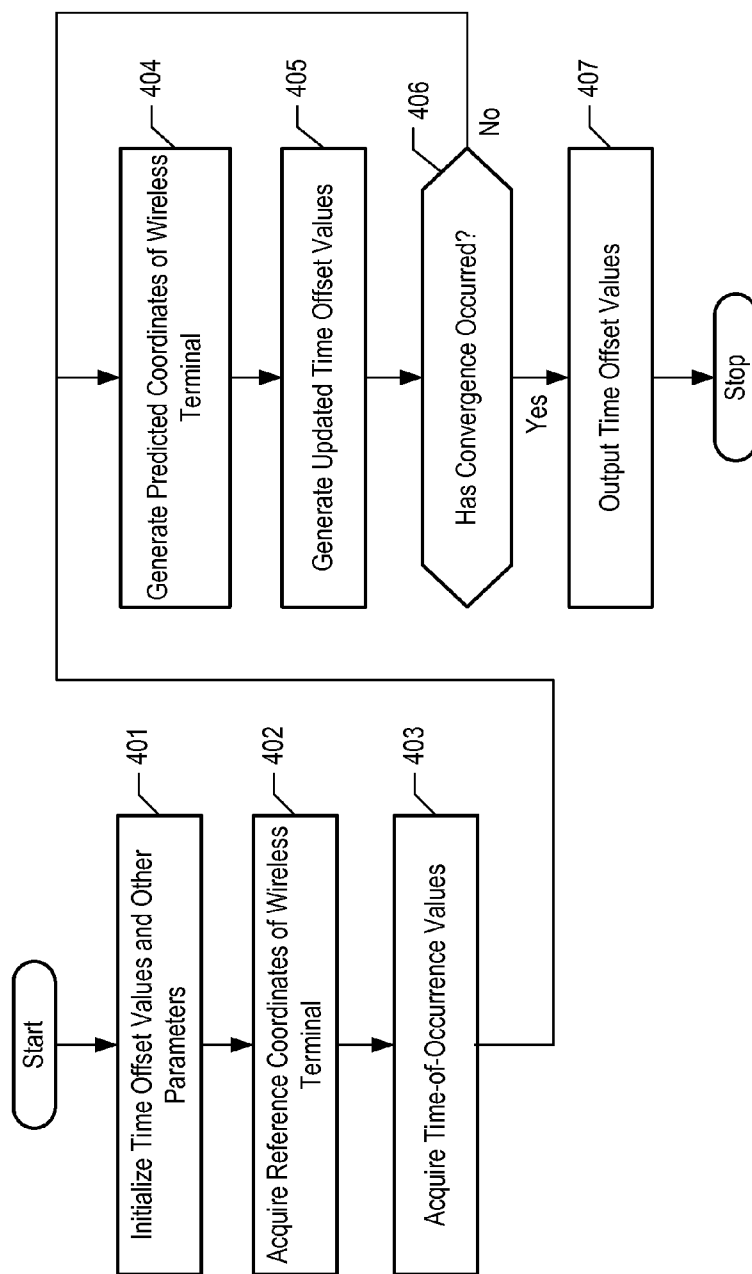 Start
401
Initialize Time Offset Values and Other
Parameters
402
Acquire Reference Coordinates of Wireless
Terminal
403
Acquire Time-of-Occurrence Values
404
Generate Predicted Coordinates of Wireless
Terminal
405
Generate Updated Time Offset Values
406
Has Convergence Occurred?
No
Yes
407
Output Time Offset Values
Stop